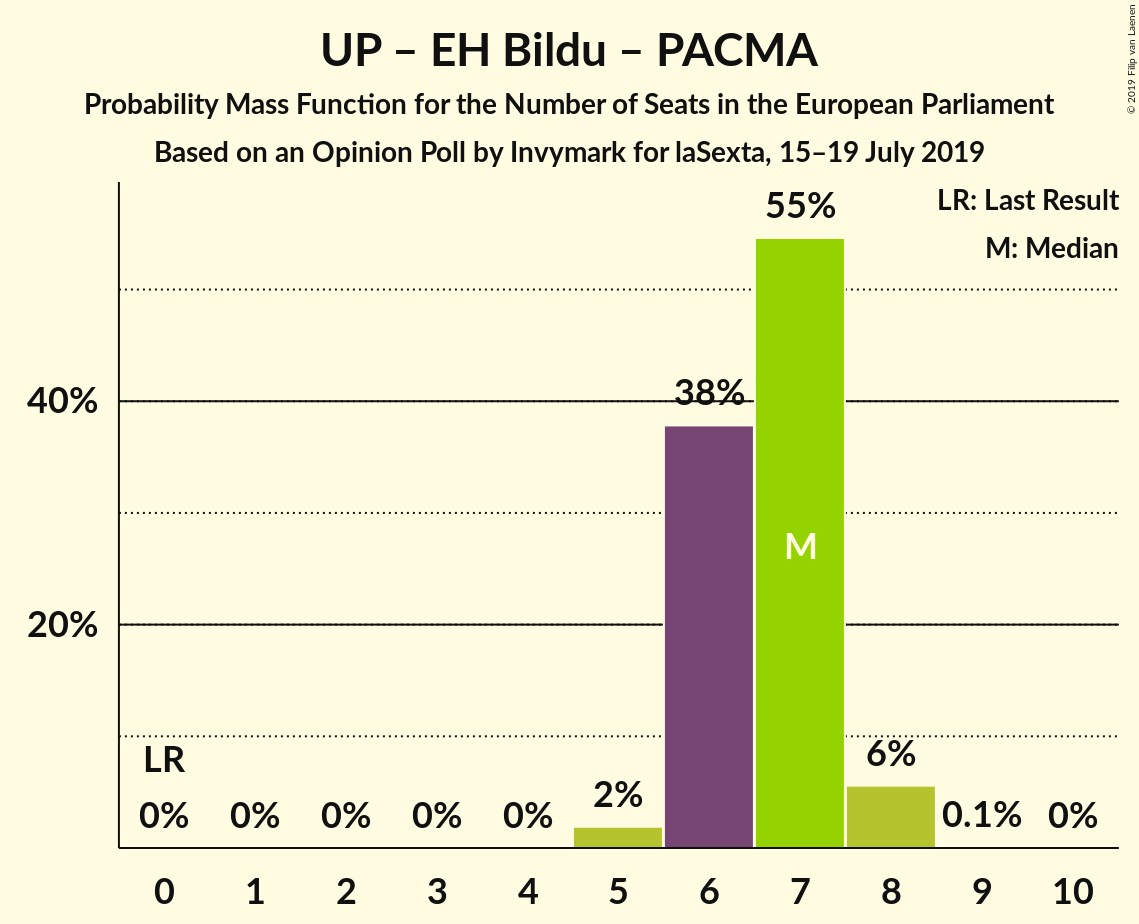 UP – EH Bildu – PACMA
Probability Mass Function for the Number of Seats in the European Parliament
Based on an Opinion Poll by Invymark for laSexta, 15–19 July 2019
© 2019 Filip van Laenen
LR: Last Result
M: Median
55%
40%
38%
M
20%
LR
6%
2%
0% 0% 0% 0% 0% 0.1% 0%
0 1 2 3 4 5 6 7 8 9 10